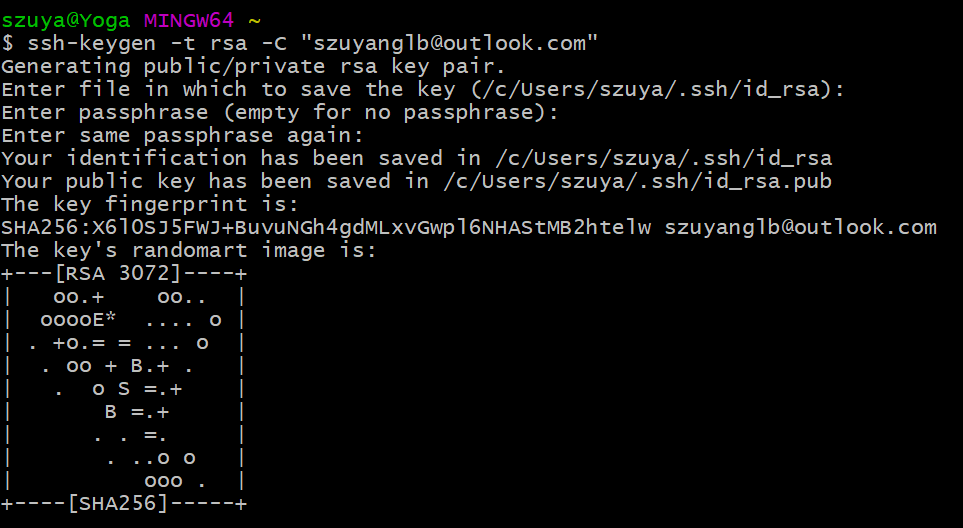 szuya@Yoga MINGW64 ~
$ ssh-keygen -t rsa -C "szuyanglb@outlook.com"
Generating public/private rsa key pair.
Enter file in which to save the key (/c/Users/szuya/.ssh/id_rsa):
Enter passphrase (empty for no passphrase):
Enter same passphrase again:
Your identification has been saved in /c/Users/szuya/.ssh/id_rsa
Your public key has been saved in /c/Users/szuya/.ssh/id_rsa.pub
The key fingerprint is:
SHA256:X6lOSJ5FWJ+BuvuNGh4gdMLxvGwpl6NHAStMB2htelw szuyanglb@outlook.com
The key's randomart image is:
+---[RSA 3072]----+
|   oo.+    oo..  |
|  ooooE*  .... o |
| . +o.= = ... o  |
|  . oo + B.+ .   |
|   .  o S =.+    |
|       B =.+     |
|      . . =.     |
|       . ..o o   |
|          ooo .  |
+----[SHA256]-----+